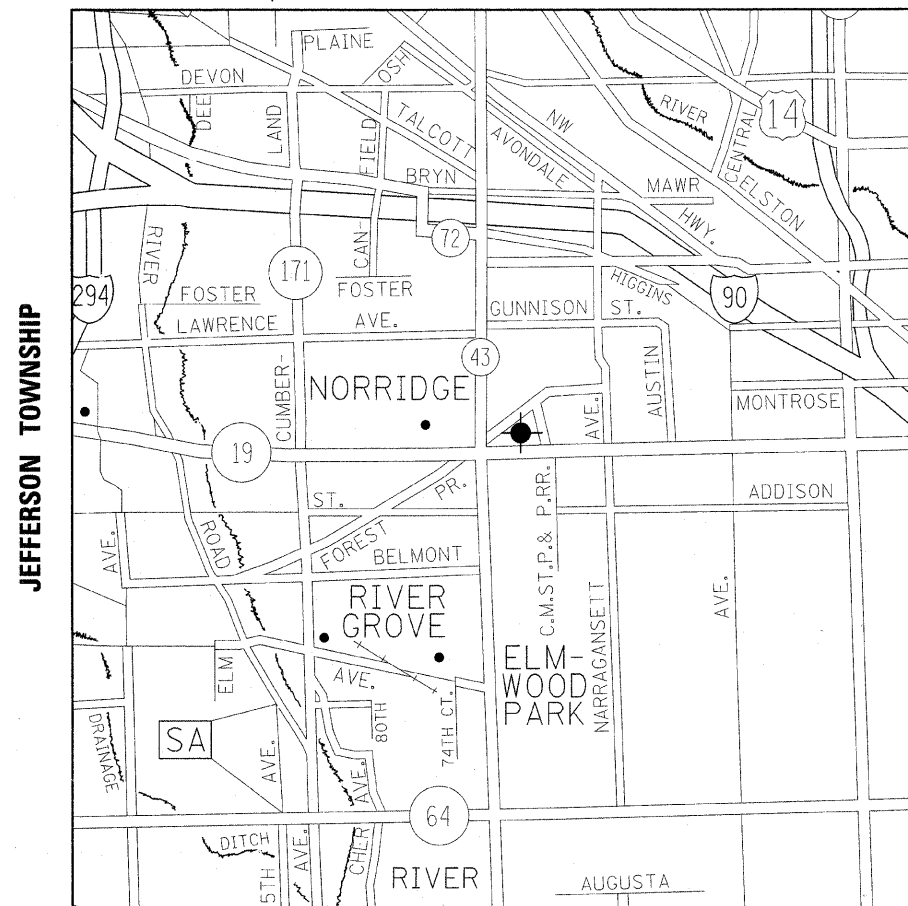 JEFFERSON TOWNSHIP
PLAINE
DEVON
DEE
LAND
OSH
FIELD
TALCOTT
AVONDALE
NW
HWY.
RIVER
CENTRAL
14
BRYN
MAWR
ELSTON
RIVER
CAN-
72
171
294
FOSTER
FOSTER
HIGGINS
90
GUNNISON ST.
LAWRENCE AVE.
43
CUMBER-
NORRIDGE
AVE.
AUSTIN
MONTROSE
19
ST.
FOREST
PR.
ADDISON
AVE.
ROAD
BELMONT
C.M.ST.P.& P.RR.
RIVER
GROVE
NARRAGANSETT
AVE.
ELM
AVE.
ELM-
WOOD
PARK
80TH
74TH CT.
DRAINAGE
SA
AVE.
AVE.
64
DITCH
5TH
AVE.
CHER
RIVER
AUGUSTA